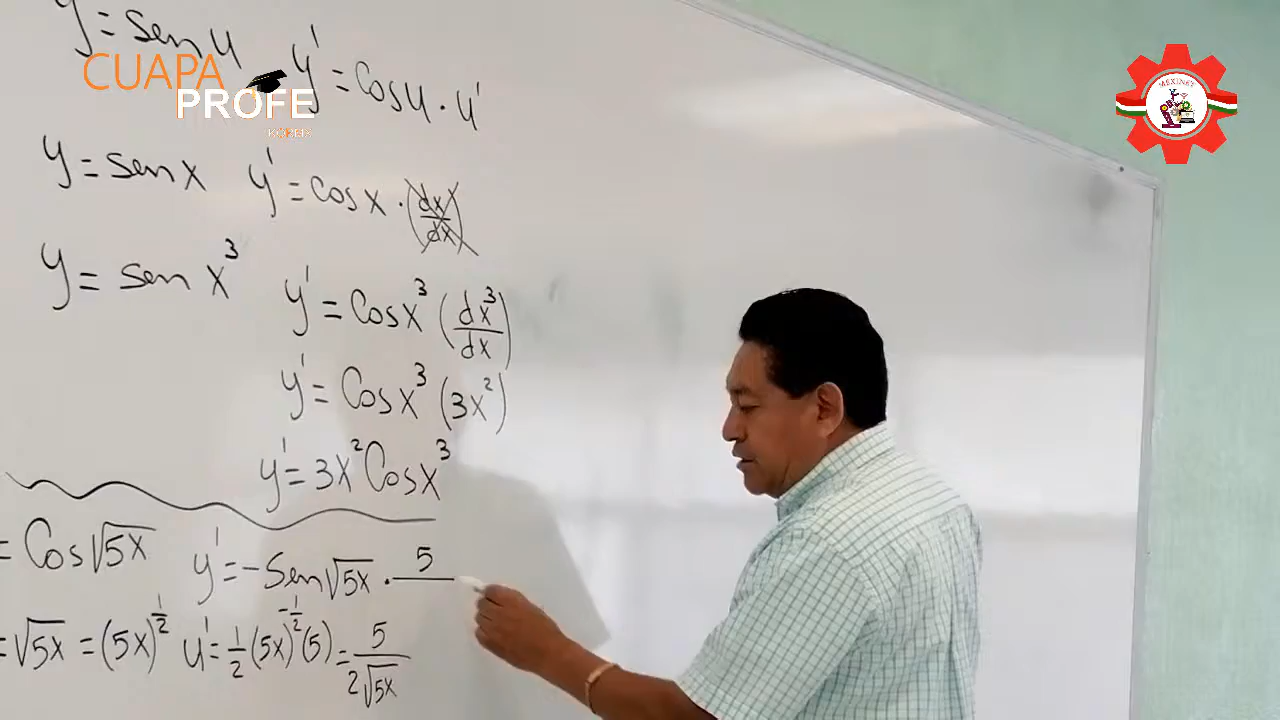 y = sen u
y' = cos u · u'
CUAPA
PROFE
MEXINET
y = sen x y' = cos x · (dx/dx)
y = sen x³
y' = Cos x³ (dx³/dx)
y' = Cos x³ (3x²)
y' = 3x² Cos x³
= Cos √5x y' = -Sen √5x · 5
= √5x = (5x)^1/2 u' = 1/2 (5x)^-1/2 (5) = 5/2√5x